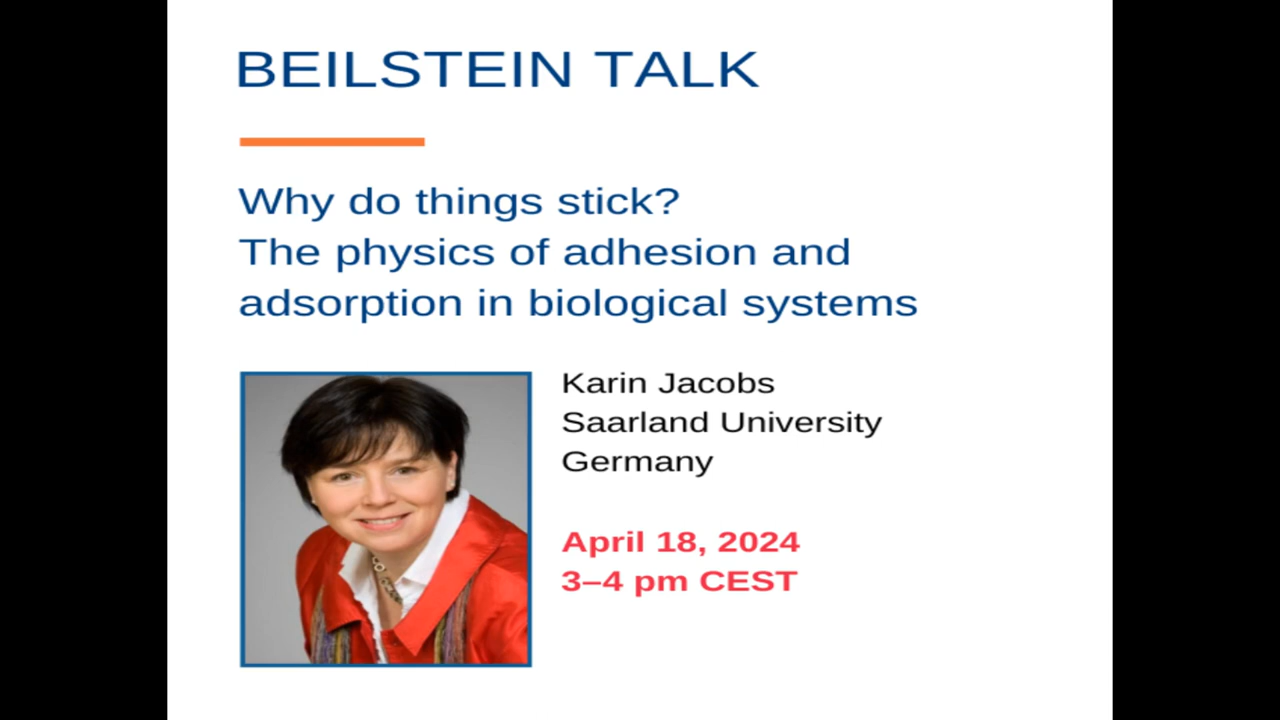 BEILSTEIN TALK
Why do things stick?
The physics of adhesion and
adsorption in biological systems
Karin Jacobs
Saarland University
Germany
April 18, 2024
3–4 pm CEST